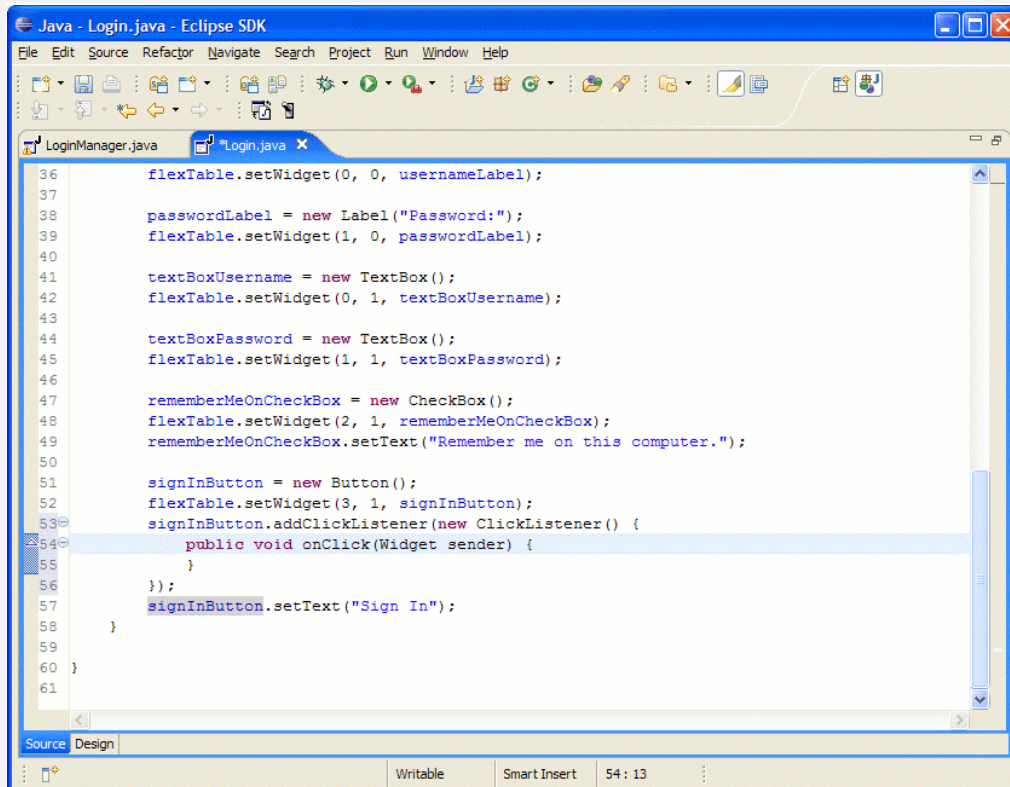 Java - Login.java - Eclipse SDK
File Edit Source Refactor Navigate Search Project Run Window Help
LoginManager.java *Login.java
36 flexTable.setWidget(0, 0, usernameLabel);
37
38 passwordLabel = new Label("Password:");
39 flexTable.setWidget(1, 0, passwordLabel);
40
41 textBoxUsername = new TextBox();
42 flexTable.setWidget(0, 1, textBoxUsername);
43
44 textBoxPassword = new TextBox();
45 flexTable.setWidget(1, 1, textBoxPassword);
46
47 rememberMeOnCheckBox = new CheckBox();
48 flexTable.setWidget(2, 1, rememberMeOnCheckBox);
49 rememberMeOnCheckBox.setText("Remember me on this computer.");
50
51 signInButton = new Button();
52 flexTable.setWidget(3, 1, signInButton);
53 signInButton.addClickListener(new ClickListener() {
54 public void onClick(Widget sender) {
55 }
56 });
57 signInButton.setText("Sign In");
58 }
59
60 }
61
Source Design
Writable Smart Insert 54 : 13